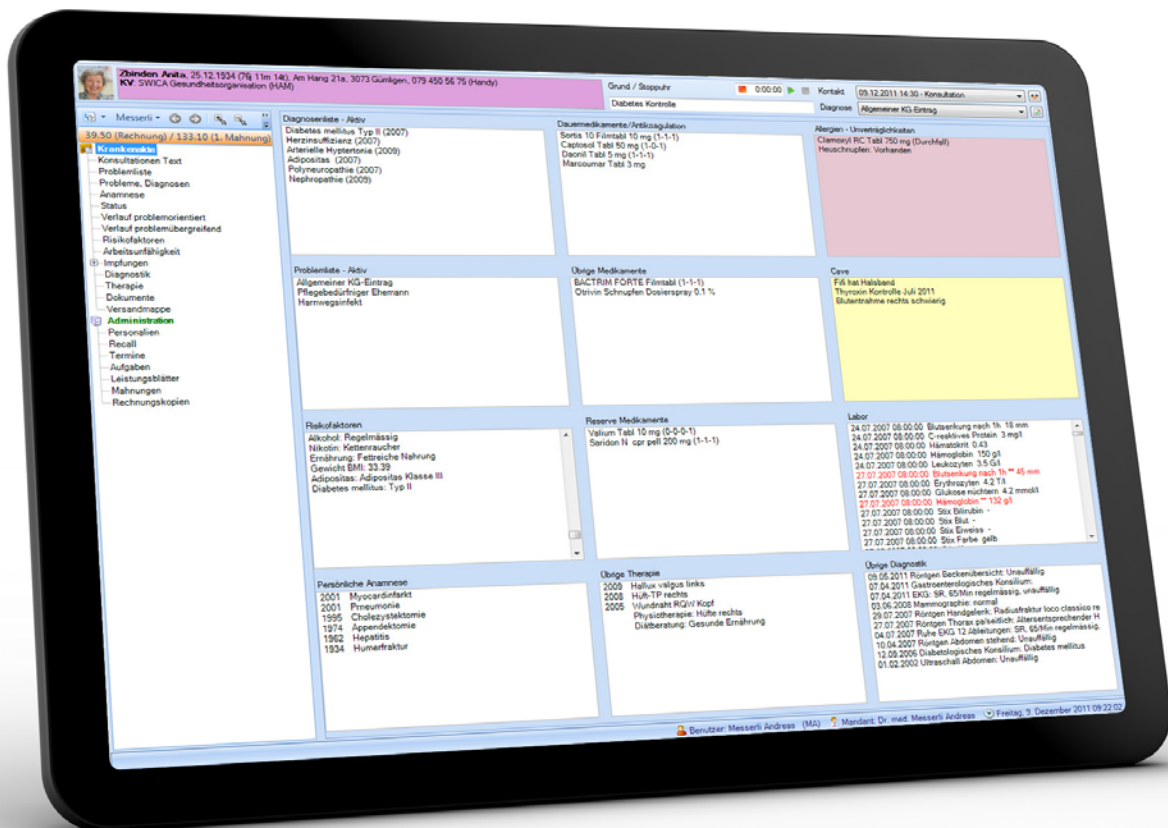 Zbinden Anita, 25.12.1934 (76j 11m 14t), Am Hang 21a, 3073 Gümligen, 079 450 56 75 (Handy)
KV: SWICA Gesundheitsorganisation (HAM)
Grund / Stoppuhr
0:00:00
Kontakt
09.12.2011 14:30 - Konsultation
Diabetes Kontrolle
Diagnose
Allgemeiner KG-Eintrag
Messerli
39.50 (Rechnung) / 133.10 (1. Mahnung)
Krankenakte
Konsultationen Text
Problemliste
Probleme, Diagnosen
Anamnese
Status
Verlauf problemorientiert
Verlauf problemübergreifend
Risikofaktoren
Arbeitsunfähigkeit
Impfungen
Diagnostik
Therapie
Dokumente
Versandmappe
Administration
Personalien
Recall
Termine
Aufgaben
Leistungsblätter
Mahnungen
Rechnungskopien
Diagnosenliste - Aktiv
Diabetes mellitus Typ II (2007)
Herzinsuffizienz (2007)
Arterielle Hyptertonie (2009)
Adipositas (2007)
Polyneuropathie (2007)
Nephropathie (2009)
Dauermedikamente/Antikoagulation
Sortis 10 Filmtabl 10 mg (1-1-1)
Captosol Tabl 50 mg (1-0-1)
Daonil Tabl 5 mg (1-1-1)
Marcoumar Tabl 3 mg
Allergien - Unverträglichkeiten
Clamoxyl RC Tabl 750 mg (Durchfall)
Heuschnupfen: Vorhanden
Problemliste - Aktiv
Allgemeiner KG-Eintrag
Pflegebedürfriger Ehemann
Harnwegsinfekt
Übrige Medikamente
BACTRIM FORTE Filmtabl (1-1-1)
Otrivin Schnupfen Dosierspray 0.1 %
Cave
Fifi hat Halsband
Thyroxin Kontrolle Juli 2011
Blutentnahme rechts schwierig
Risikofaktoren
Alkohol: Regelmässig
Nikotin: Kettenraucher
Ernährung: Fettreiche Nahrung
Gewicht BMI: 33.39
Adipositas: Adipositas Klasse III
Diabetes mellitus: Typ II
Reserve Medikamente
Valium Tabl 10 mg (0-0-0-1)
Saridon N cpr pell 200 mg (1-1-1)
Labor
24.07.2007 08:00:00 Blutsenkung nach 1h 18 mm
24.07.2007 08:00:00 C-reaktives Protein 3 mg/l
24.07.2007 08:00:00 Hämatokrit 0.43
24.07.2007 08:00:00 Hämoglobin 150 g/l
24.07.2007 08:00:00 Leukozyten 3.5 G/l
27.07.2007 08:00:00 Blutsenkung nach 1h ** 45 mm
27.07.2007 08:00:00 Erythrozyten 4.2 T/l
27.07.2007 08:00:00 Glukose nüchtern 4.2 mmol/l
27.07.2007 08:00:00 Hämoglobin ** 132 g/l
27.07.2007 08:00:00 Stix Bilirubin -
27.07.2007 08:00:00 Stix Blut -
27.07.2007 08:00:00 Stix Eiweiss -
27.07.2007 08:00:00 Stix Farbe gelb
Persönliche Anamnese
2001 Myocardinfarkt
2001 Pneumonie
1995 Cholezystektomie
1974 Appendektomie
1962 Hepatitis
1934 Humerfraktur
Übrige Therapie
2009 Hallux valgus links
2008 Hüft-TP rechts
2005 Wundnaht RQW Kopf
Physiotherapie: Hüfte rechts
Diätberatung: Gesunde Ernährung
Übrige Diagnostik
09.05.2011 Röntgen Beckenübersicht: Unauffällig
07.04.2011 Gastroenterologisches Konsilium:
07.04.2011 EKG: SR, 65/Min regelmässig, unauffällig
03.06.2008 Mammographie: normal
29.07.2007 Röntgen Handgelenk: Radiusfraktur loco classico re
27.07.2007 Röntgen Thorax pa/seitlich: Altersentsprechender H
04.07.2007 Ruhe EKG 12 Ableitungen: SR, 65/Min regelmässig,
10.04.2007 Röntgen Abdomen stehend: Unauffällig
12.09.2006 Diabetologisches Konsilium: Diabetes mellitus
01.02.2002 Ultraschall Abdomen: Unauffällig
Benutzer: Messerli Andreas (MA)
Mandant: Dr. med. Messerli Andreas
Freitag, 9. Dezember 2011 09:22:02